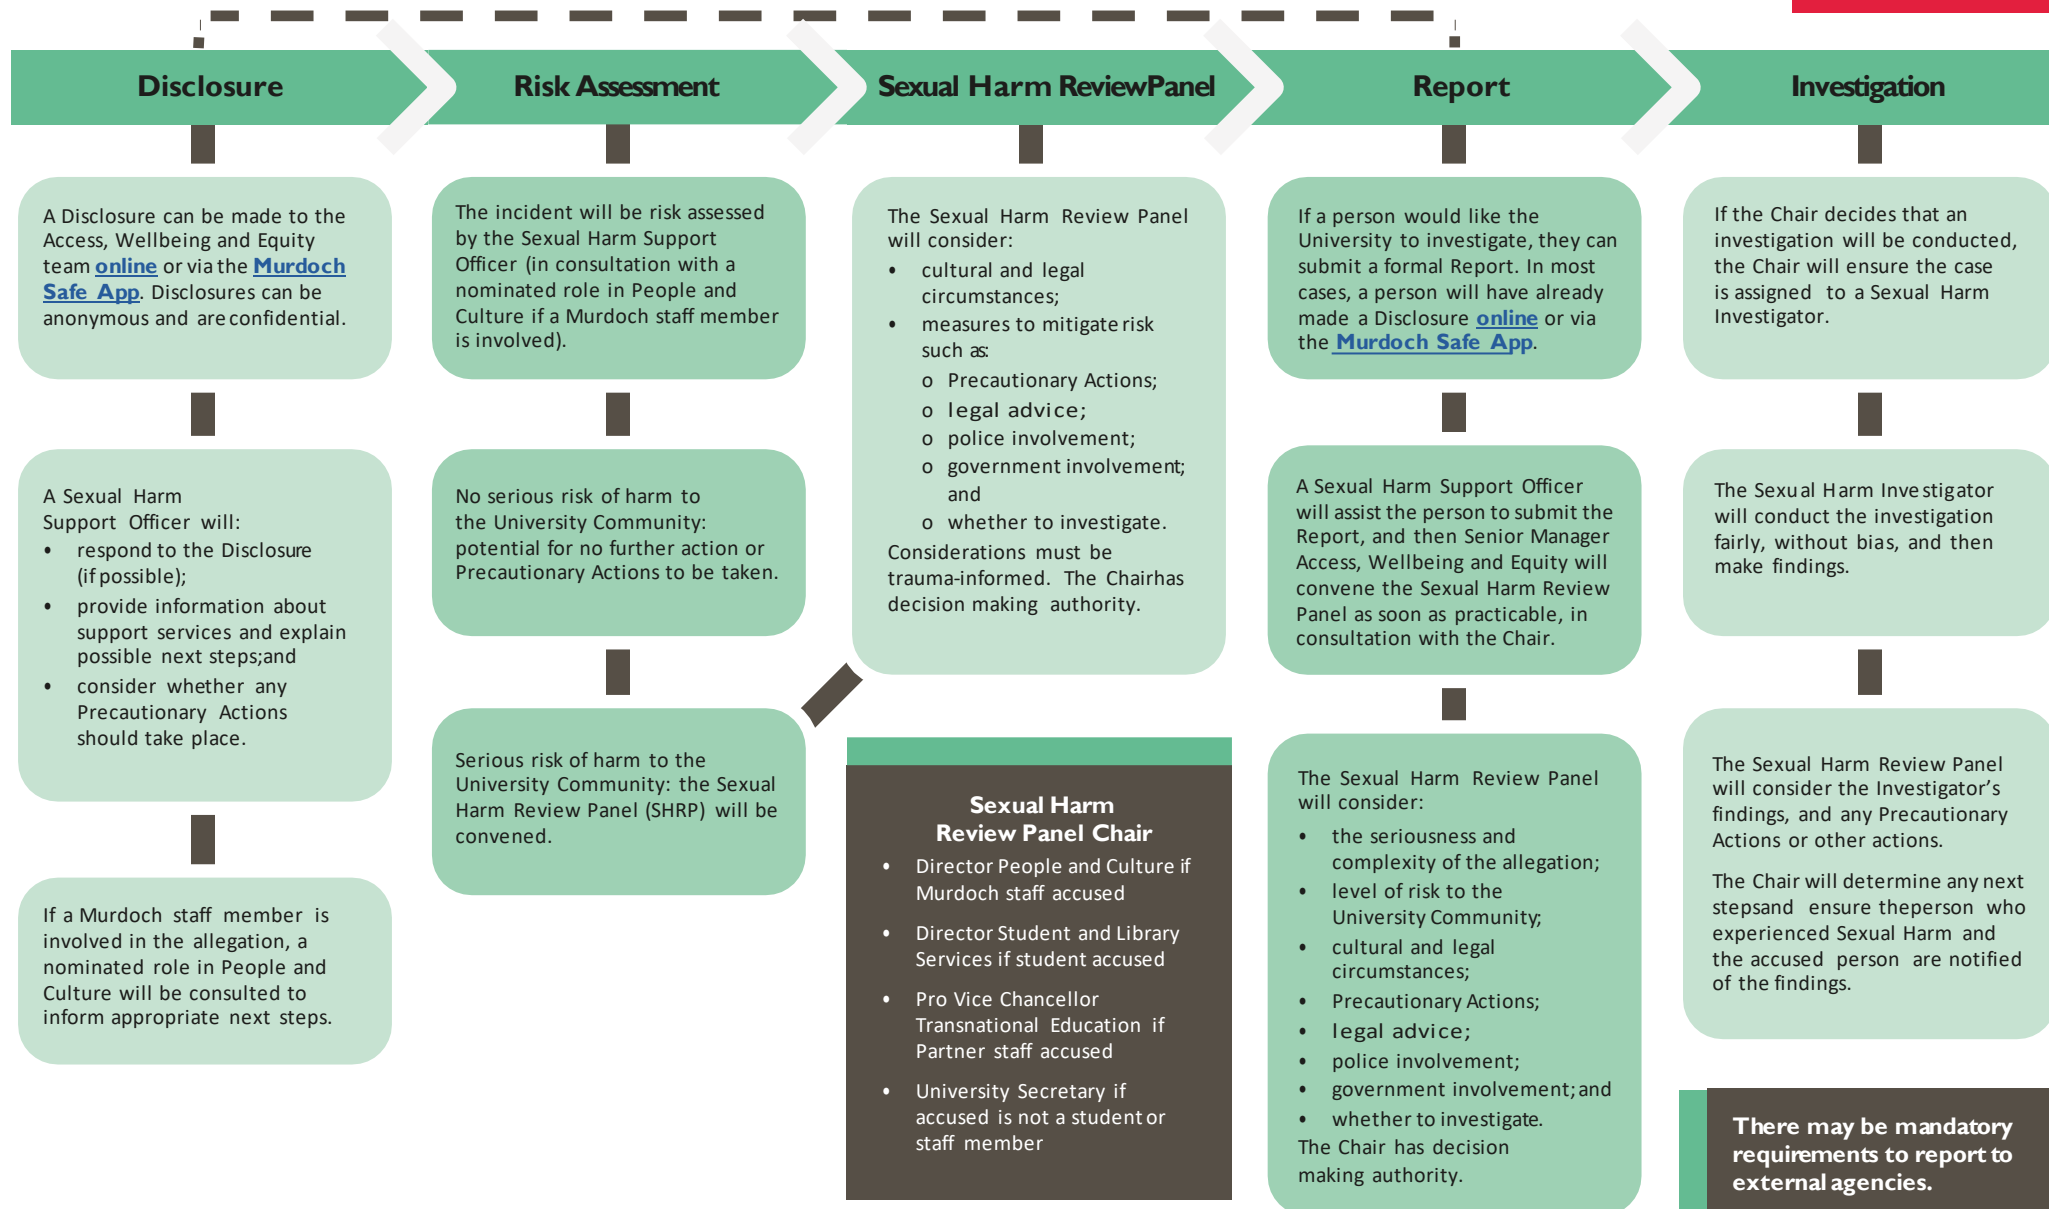 Disclosure
Risk Assessment
Sexual Harm ReviewPanel
Report
Investigation
A Disclosure can be made to the
Access, Wellbeing and Equity
team online or via the Murdoch
Safe App. Disclosures can be
anonymous and are confidential.
A Sexual Harm
Support Officer will:
• respond to the Disclosure
(if possible);
• provide information about
support services and explain
possible next steps;and
• consider whether any
Precautionary Actions
should take place.
If a Murdoch staff member is
involved in the allegation, a
nominated role in People and
Culture will be consulted to
inform appropriate next steps.
The incident will be risk assessed
by the Sexual Harm Support
Officer (in consultation with a
nominated role in People and
Culture if a Murdoch staff member
is involved).
No serious risk of harm to
the University Community:
potential for no further action or
Precautionary Actions to be taken.
Serious risk of harm to the
University Community: the Sexual
Harm Review Panel (SHRP) will be
convened.
The Sexual Harm Review Panel
will consider:
• cultural and legal
circumstances;
• measures to mitigate risk
such as:
o Precautionary Actions;
o legal advice;
o police involvement;
o government involvement;
and
o whether to investigate.
Considerations must be
trauma-informed. The Chairhas
decision making authority.
Sexual Harm
Review Panel Chair
• Director People and Culture if
Murdoch staff accused
• Director Student and Library
Services if student accused
• Pro Vice Chancellor
Transnational Education if
Partner staff accused
• University Secretary if
accused is not a student or
staff member
If a person would like the
University to investigate, they can
submit a formal Report. In most
cases, a person will have already
made a Disclosure online or via
the Murdoch Safe App.
A Sexual Harm Support Officer
will assist the person to submit the
Report, and then Senior Manager
Access, Wellbeing and Equity will
convene the Sexual Harm Review
Panel as soon as practicable, in
consultation with the Chair.
The Sexual Harm Review Panel
will consider:
• the seriousness and
complexity of the allegation;
• level of risk to the
University Community;
• cultural and legal
circumstances;
• Precautionary Actions;
• legal advice;
• police involvement;
• government involvement; and
• whether to investigate.
The Chair has decision
making authority.
If the Chair decides that an
investigation will be conducted,
the Chair will ensure the case
is assigned to a Sexual Harm
Investigator.
The Sexual Harm Investigator
will conduct the investigation
fairly, without bias, and then
make findings.
The Sexual Harm Review Panel
will consider the Investigator's
findings, and any Precautionary
Actions or other actions.
The Chair will determine any next
stepsand ensure theperson who
experienced Sexual Harm and
the accused person are notified
of the findings.
There may be mandatory
requirements to report to
external agencies.